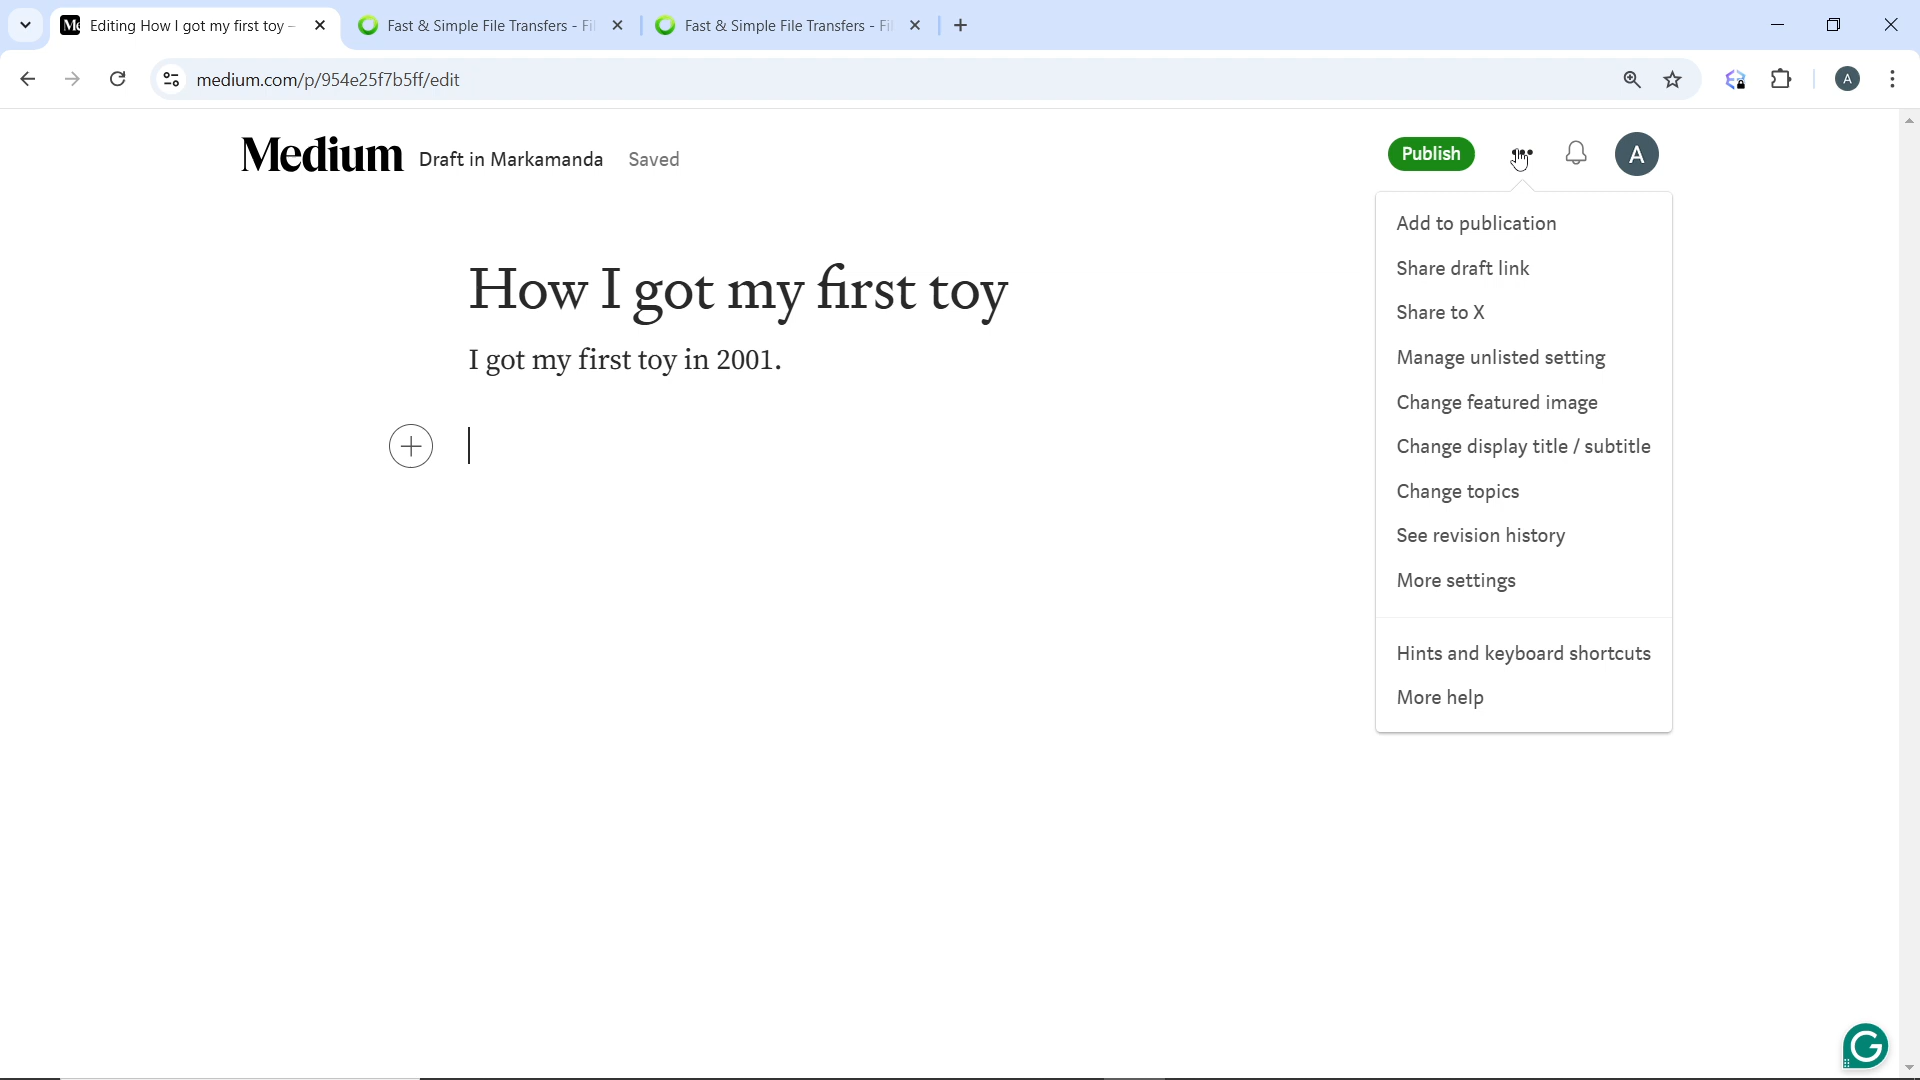 Editing How I got my first toy –
Fast & Simple File Transfers - Fi
Fast & Simple File Transfers - Fi
medium.com/p/954e25f7b5ff/edit
A
Medium
Draft in Markamanda
Saved
Publish
A
Add to publication
Share draft link
Share to X
Manage unlisted setting
Change featured image
Change display title / subtitle
Change topics
See revision history
More settings
Hints and keyboard shortcuts
More help
How I got my first toy
I got my first toy in 2001.